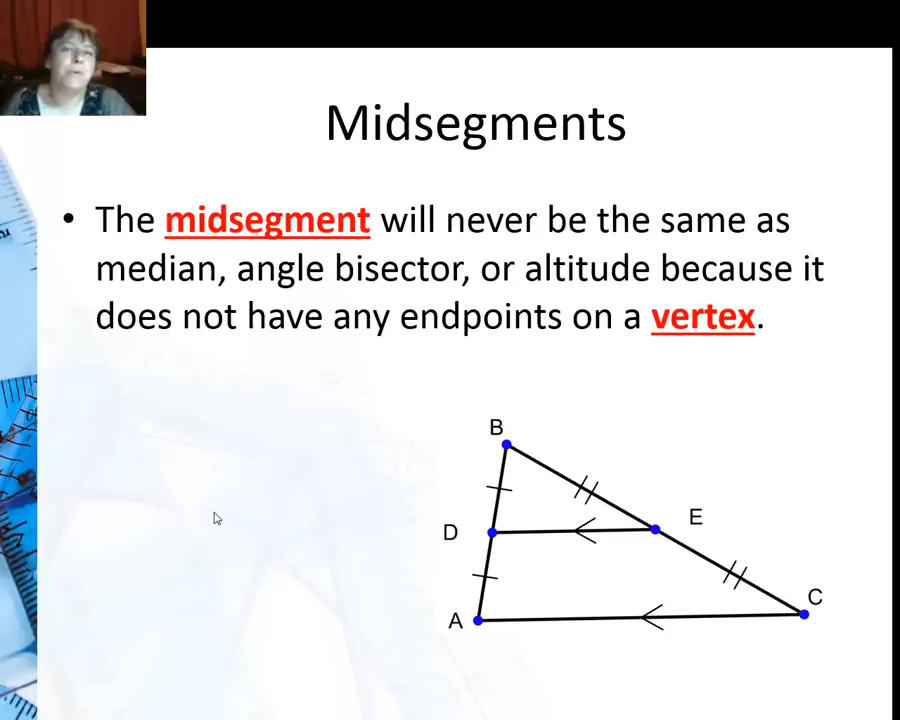 Midsegments
• The midsegment will never be the same as
median, angle bisector, or altitude because it
does not have any endpoints on a vertex.
B
E
D
C
A